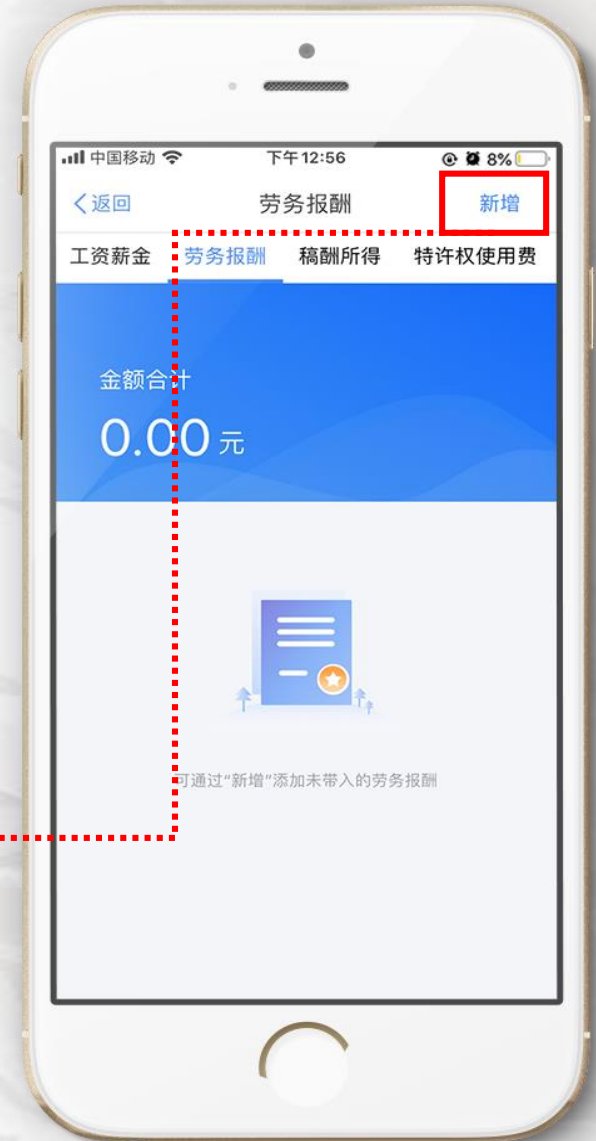 中国移动 下午12:56 8%
返回 劳务报酬 新增
工资薪金 劳务报酬 稿酬所得 特许权使用费
金额合计
0.00元
可通过“新增”添加未带入的劳务报酬